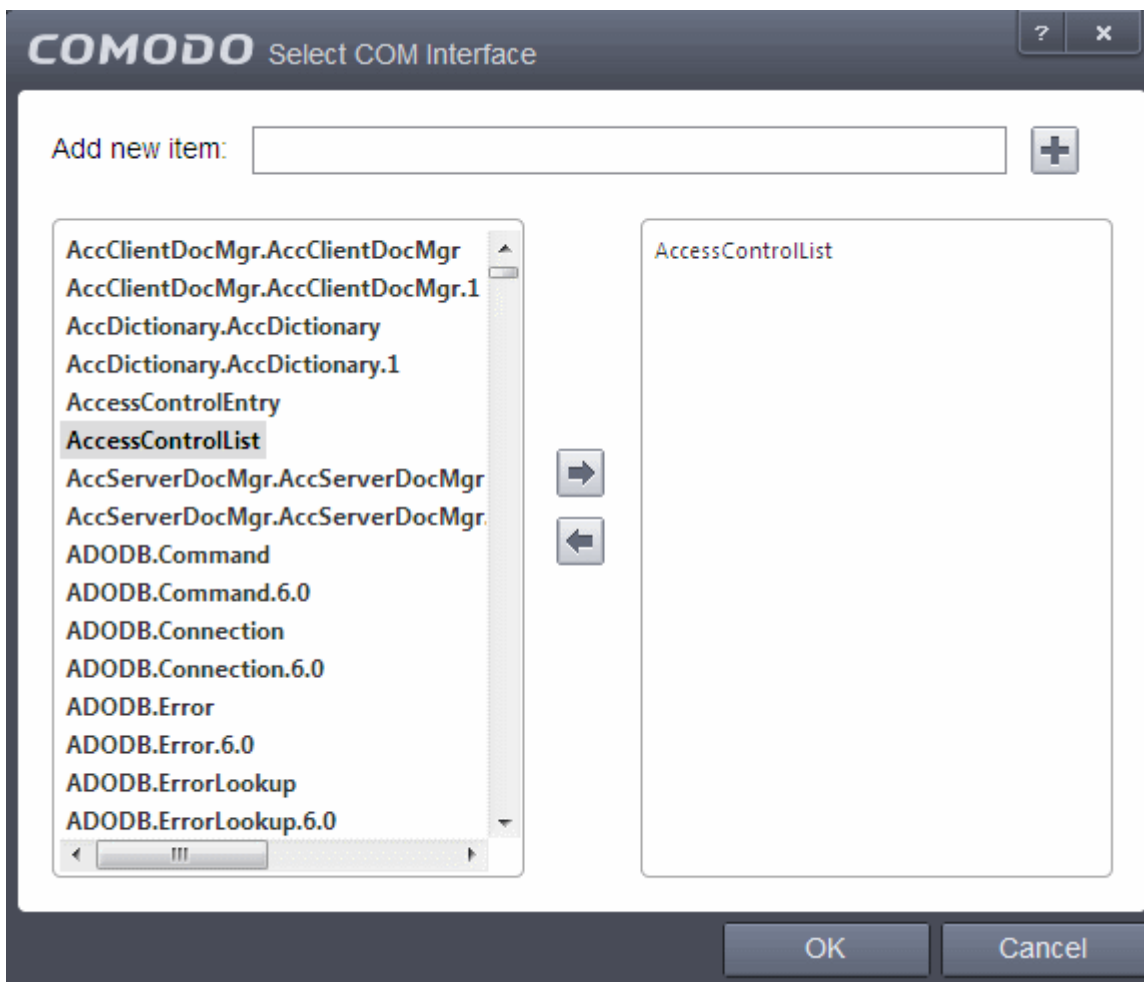 COMODO Select COM Interface
? x
Add new item:
AccClientDocMgr.AccClientDocMgr
AccClientDocMgr.AccClientDocMgr.1
AccDictionary.AccDictionary
AccDictionary.AccDictionary.1
AccessControlEntry
AccessControlList
AccServerDocMgr.AccServerDocMgr
AccServerDocMgr.AccServerDocMgr.
ADODB.Command
ADODB.Command.6.0
ADODB.Connection
ADODB.Connection.6.0
ADODB.Error
ADODB.Error.6.0
ADODB.ErrorLookup
ADODB.ErrorLookup.6.0
AccessControlList
OK Cancel